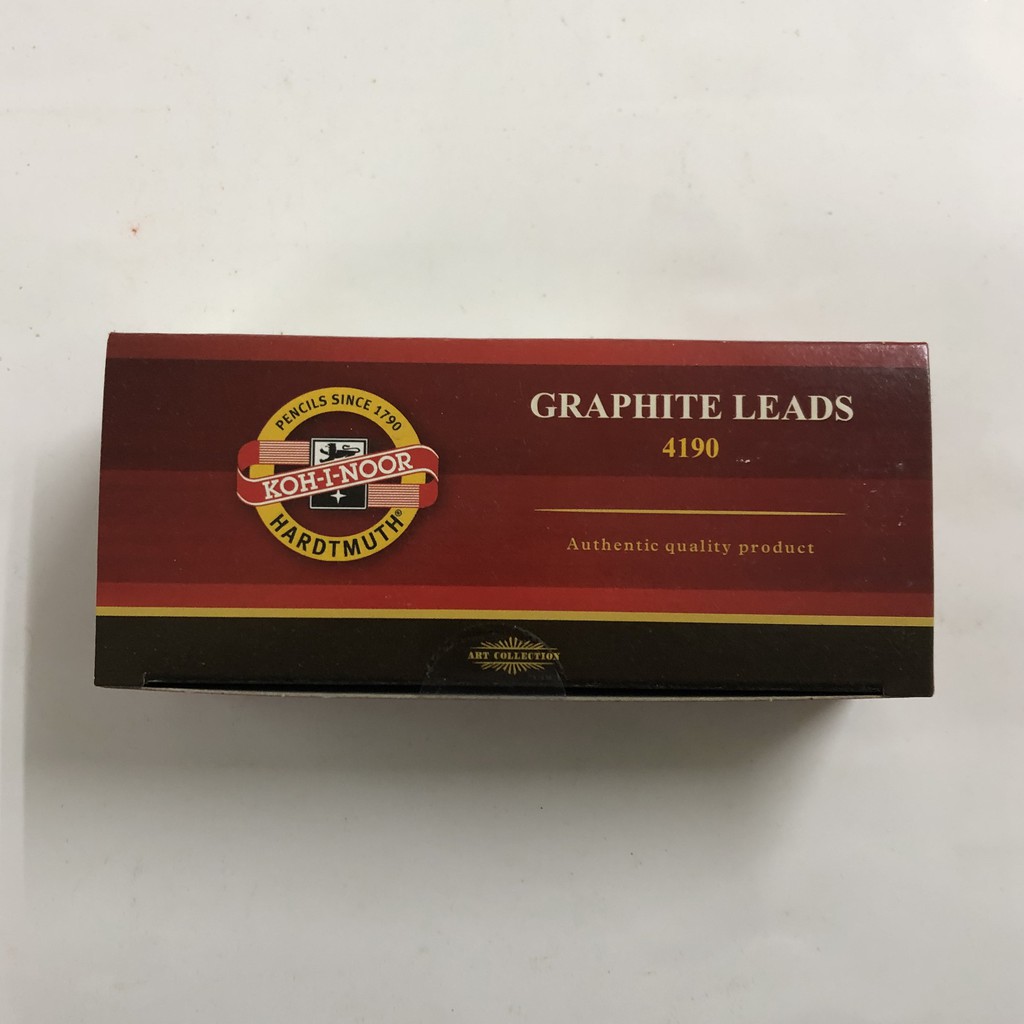 PENCILS SINCE 1790
KOH-I-NOOR
HARDTMUTH®
GRAPHITE LEADS
4190
Authentic quality product
ART COLLECTION